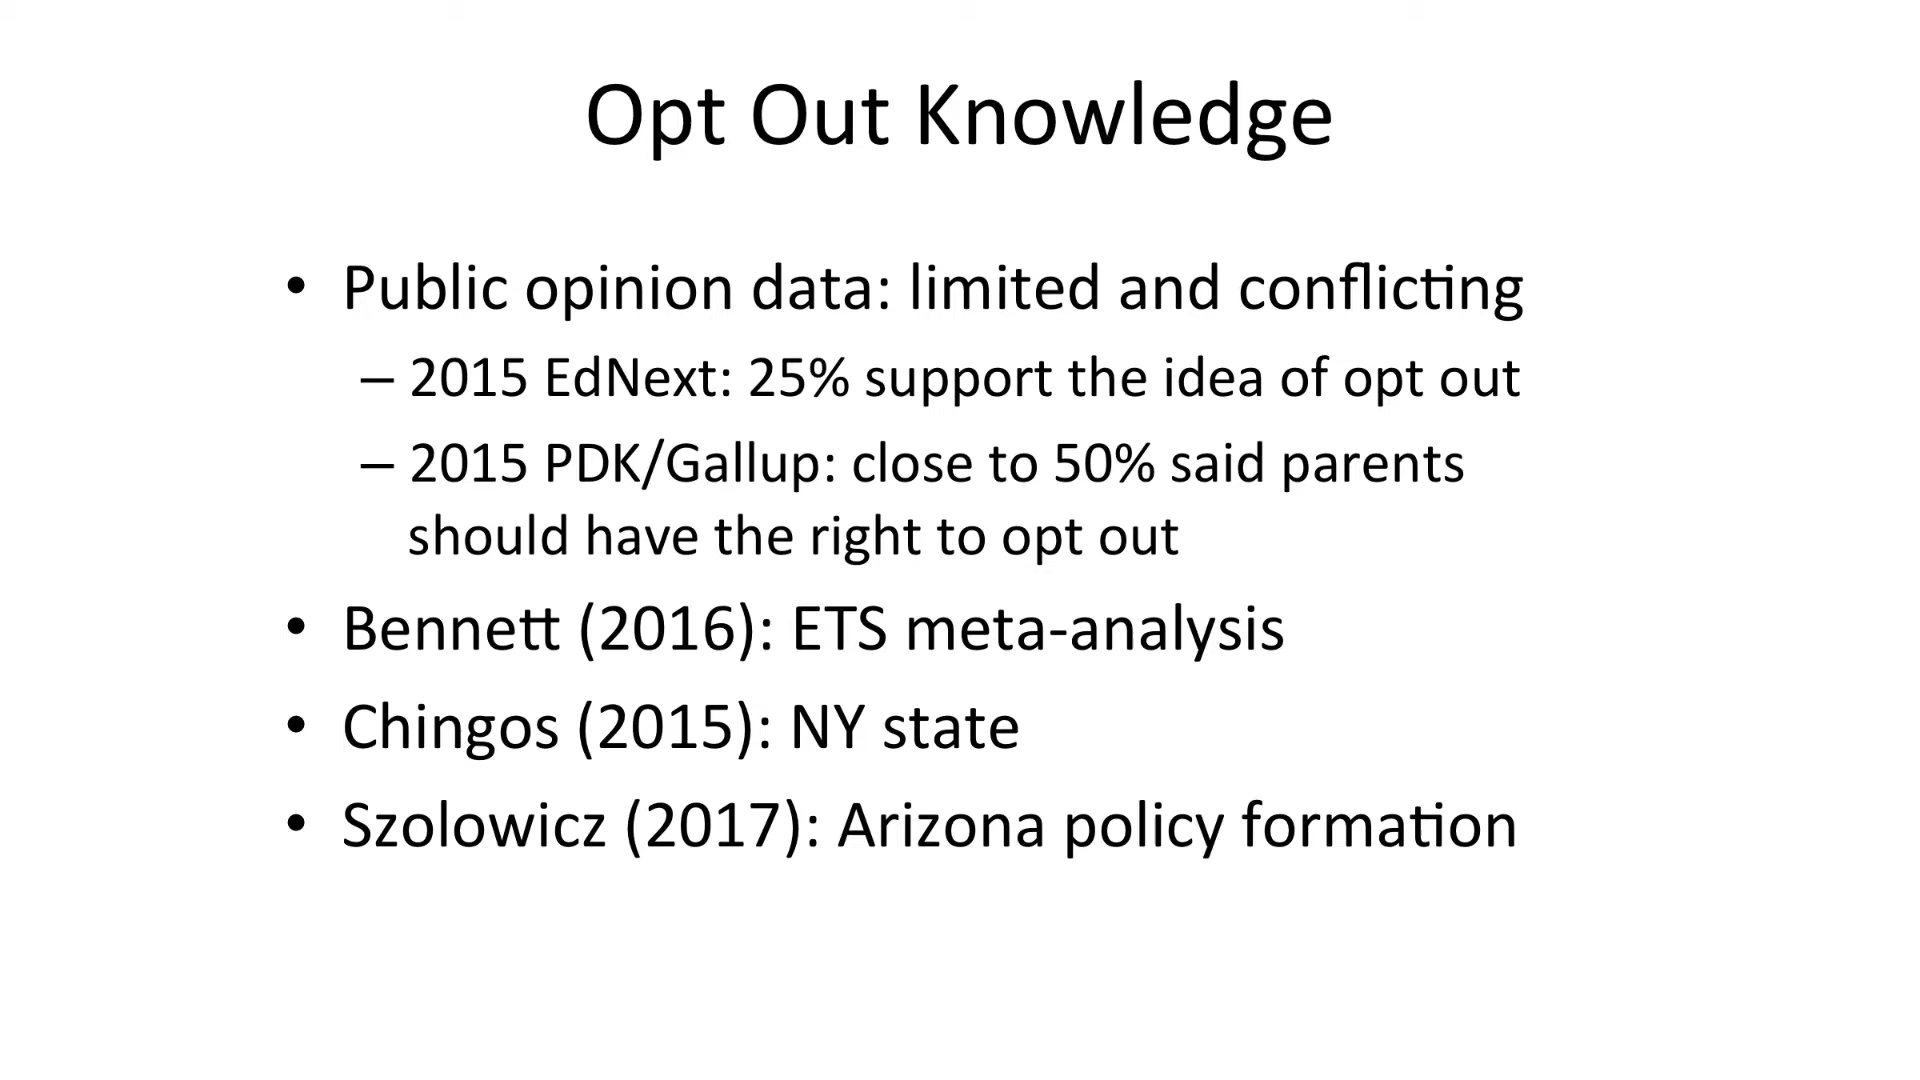 Opt Out Knowledge
• Public opinion data: limited and conflicting
– 2015 EdNext: 25% support the idea of opt out
– 2015 PDK/Gallup: close to 50% said parents
should have the right to opt out
• Bennett (2016): ETS meta-analysis
• Chingos (2015): NY state
• Szolowicz (2017): Arizona policy formation